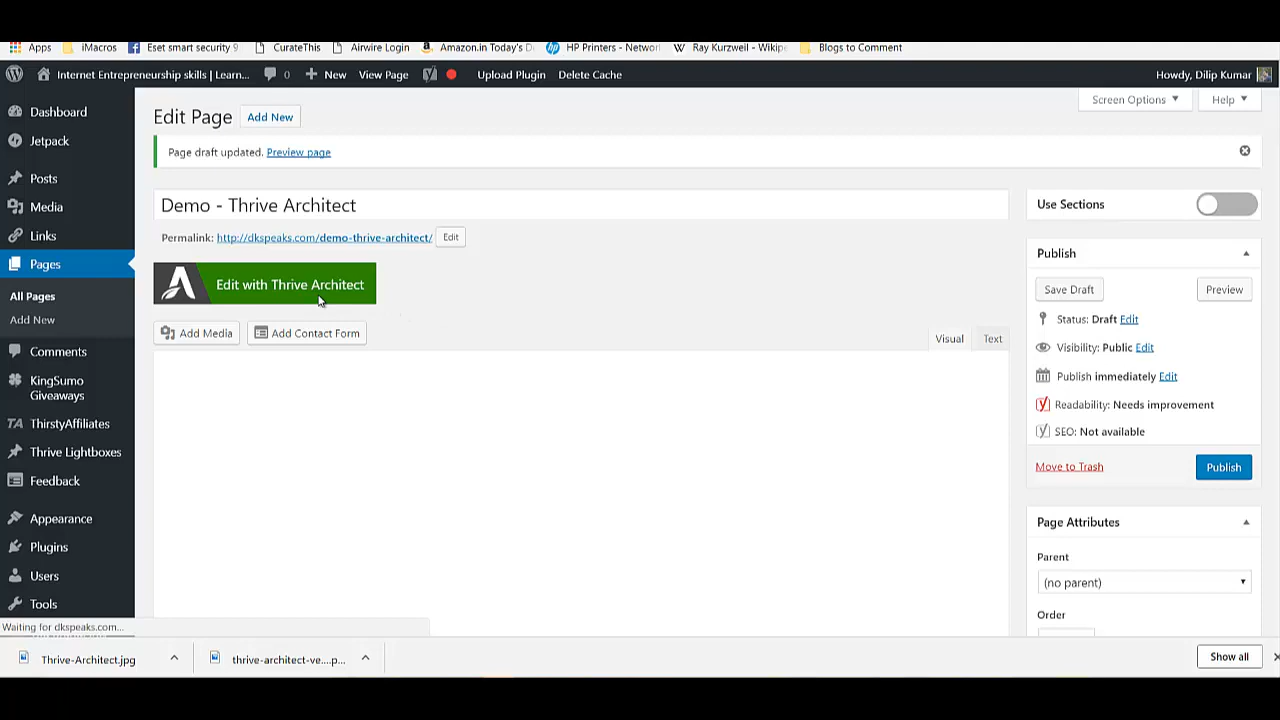 Apps iMacros Eset smart security 9 CurateThis Airwire Login Amazon.in Today's D HP Printers - Networ Ray Kurzweil - Wikipe Blogs to Comment
Internet Entrepreneurship skills | Learn... 0 New View Page Upload Plugin Delete Cache Howdy, Dilip Kumar
Screen Options Help
Dashboard
Jetpack
Posts
Media
Links
Pages
All Pages
Add New
Comments
KingSumo
Giveaways
ThirstyAffiliates
Thrive Lightboxes
Feedback
Appearance
Plugins
Users
Tools
Edit Page Add New
Page draft updated. Preview page
Demo - Thrive Architect
Permalink: http://dkspeaks.com/demo-thrive-architect/ Edit
Edit with Thrive Architect
Add Media Add Contact Form
Visual Text
Use Sections
Publish
Save Draft Preview
Status: Draft Edit
Visibility: Public Edit
Publish immediately Edit
Readability: Needs improvement
SEO: Not available
Move to Trash Publish
Page Attributes
Parent
(no parent)
Order
Waiting for dkspeaks.com...
Thrive-Architect.jpg thrive-architect-ve....p... Show all